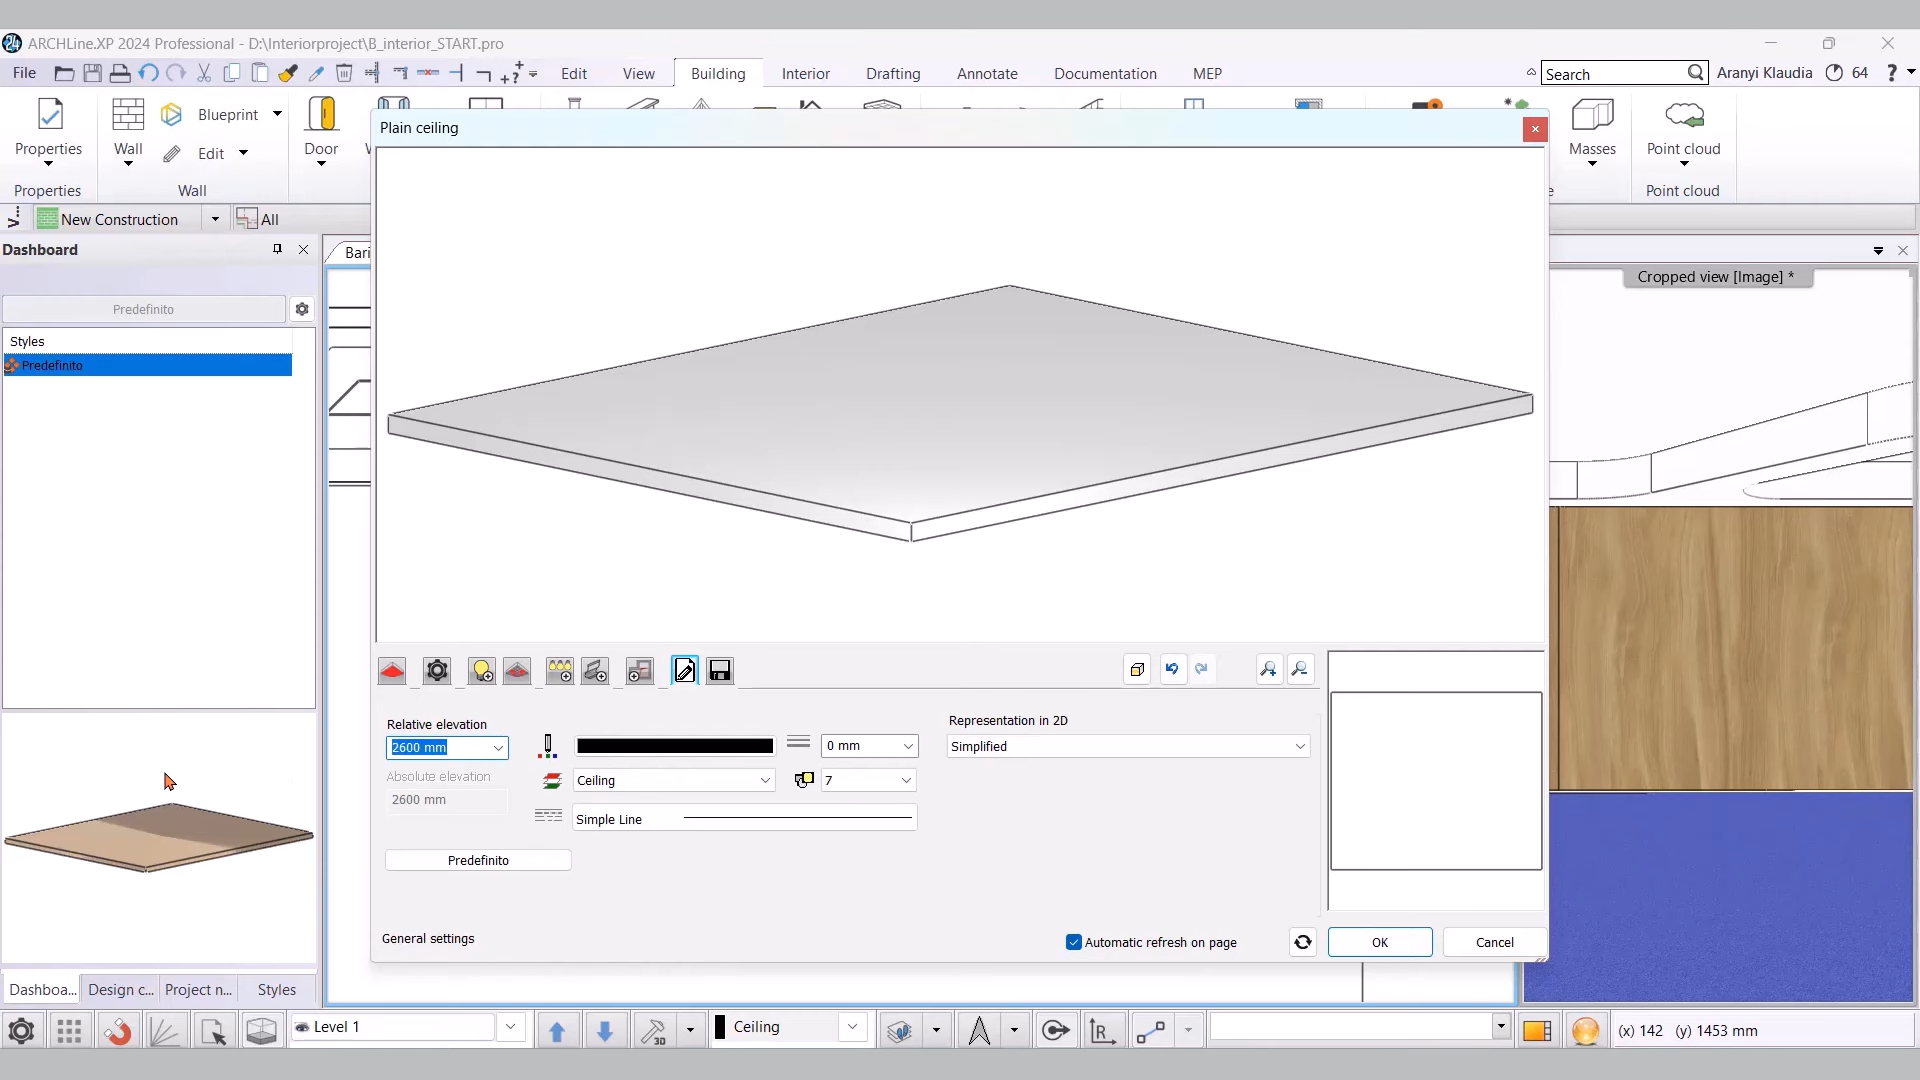 ARCHLine.XP 2024 Professional - D:\Interiorproject\B_interior_START.pro
File
Edit
View
Building
Interior
Drafting
Annotate
Documentation
MEP
Search
Aranyi Klaudia
64
?
Properties
Wall
Blueprint
Edit
Door
Masses
Point cloud
Properties
Wall
Point cloud
New Construction
All
Plain ceiling
Dashboard
Bari
Cropped view [Image] *
Predefinito
Styles
Predefinito
Relative elevation
2600 mm
Absolute elevation
2600 mm
0 mm
Ceiling
7
Simple Line
Representation in 2D
Simplified
Predefinito
General settings
Automatic refresh on page
OK
Cancel
Dashboa...
Design c...
Project n...
Styles
Level 1
3D
Ceiling
R
(x) 142 (y) 1453 mm